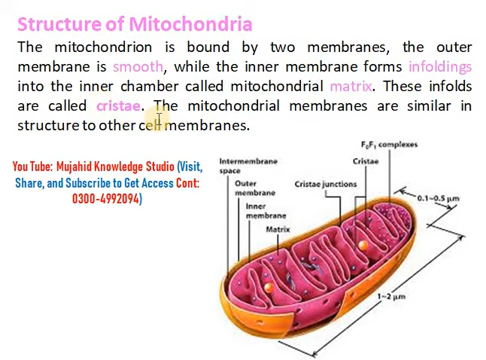 Structure of Mitochondria
The mitochondrion is bound by two membranes, the outer
membrane is smooth, while the inner membrane forms infoldings
into the inner chamber called mitochondrial matrix. These infolds
are called cristae. The mitochondrial membranes are similar in
structure to other cell membranes.
You Tube: Mujahid Knowledge Studio (Visit,
Share, and Subscribe to Get Access Cont:
0300-4992094)
F₀F₁ complexes
Intermembrane
space
Cristae
Outer
membrane
Cristae junctions
0.1–0.5 µm
Inner
membrane
Matrix
1–2 µm